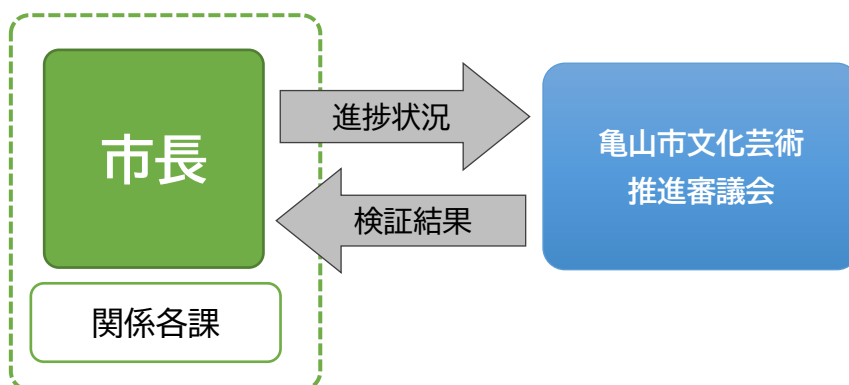 市長
関係各課
進捗状況
検証結果
亀山市文化芸術
推進審議会